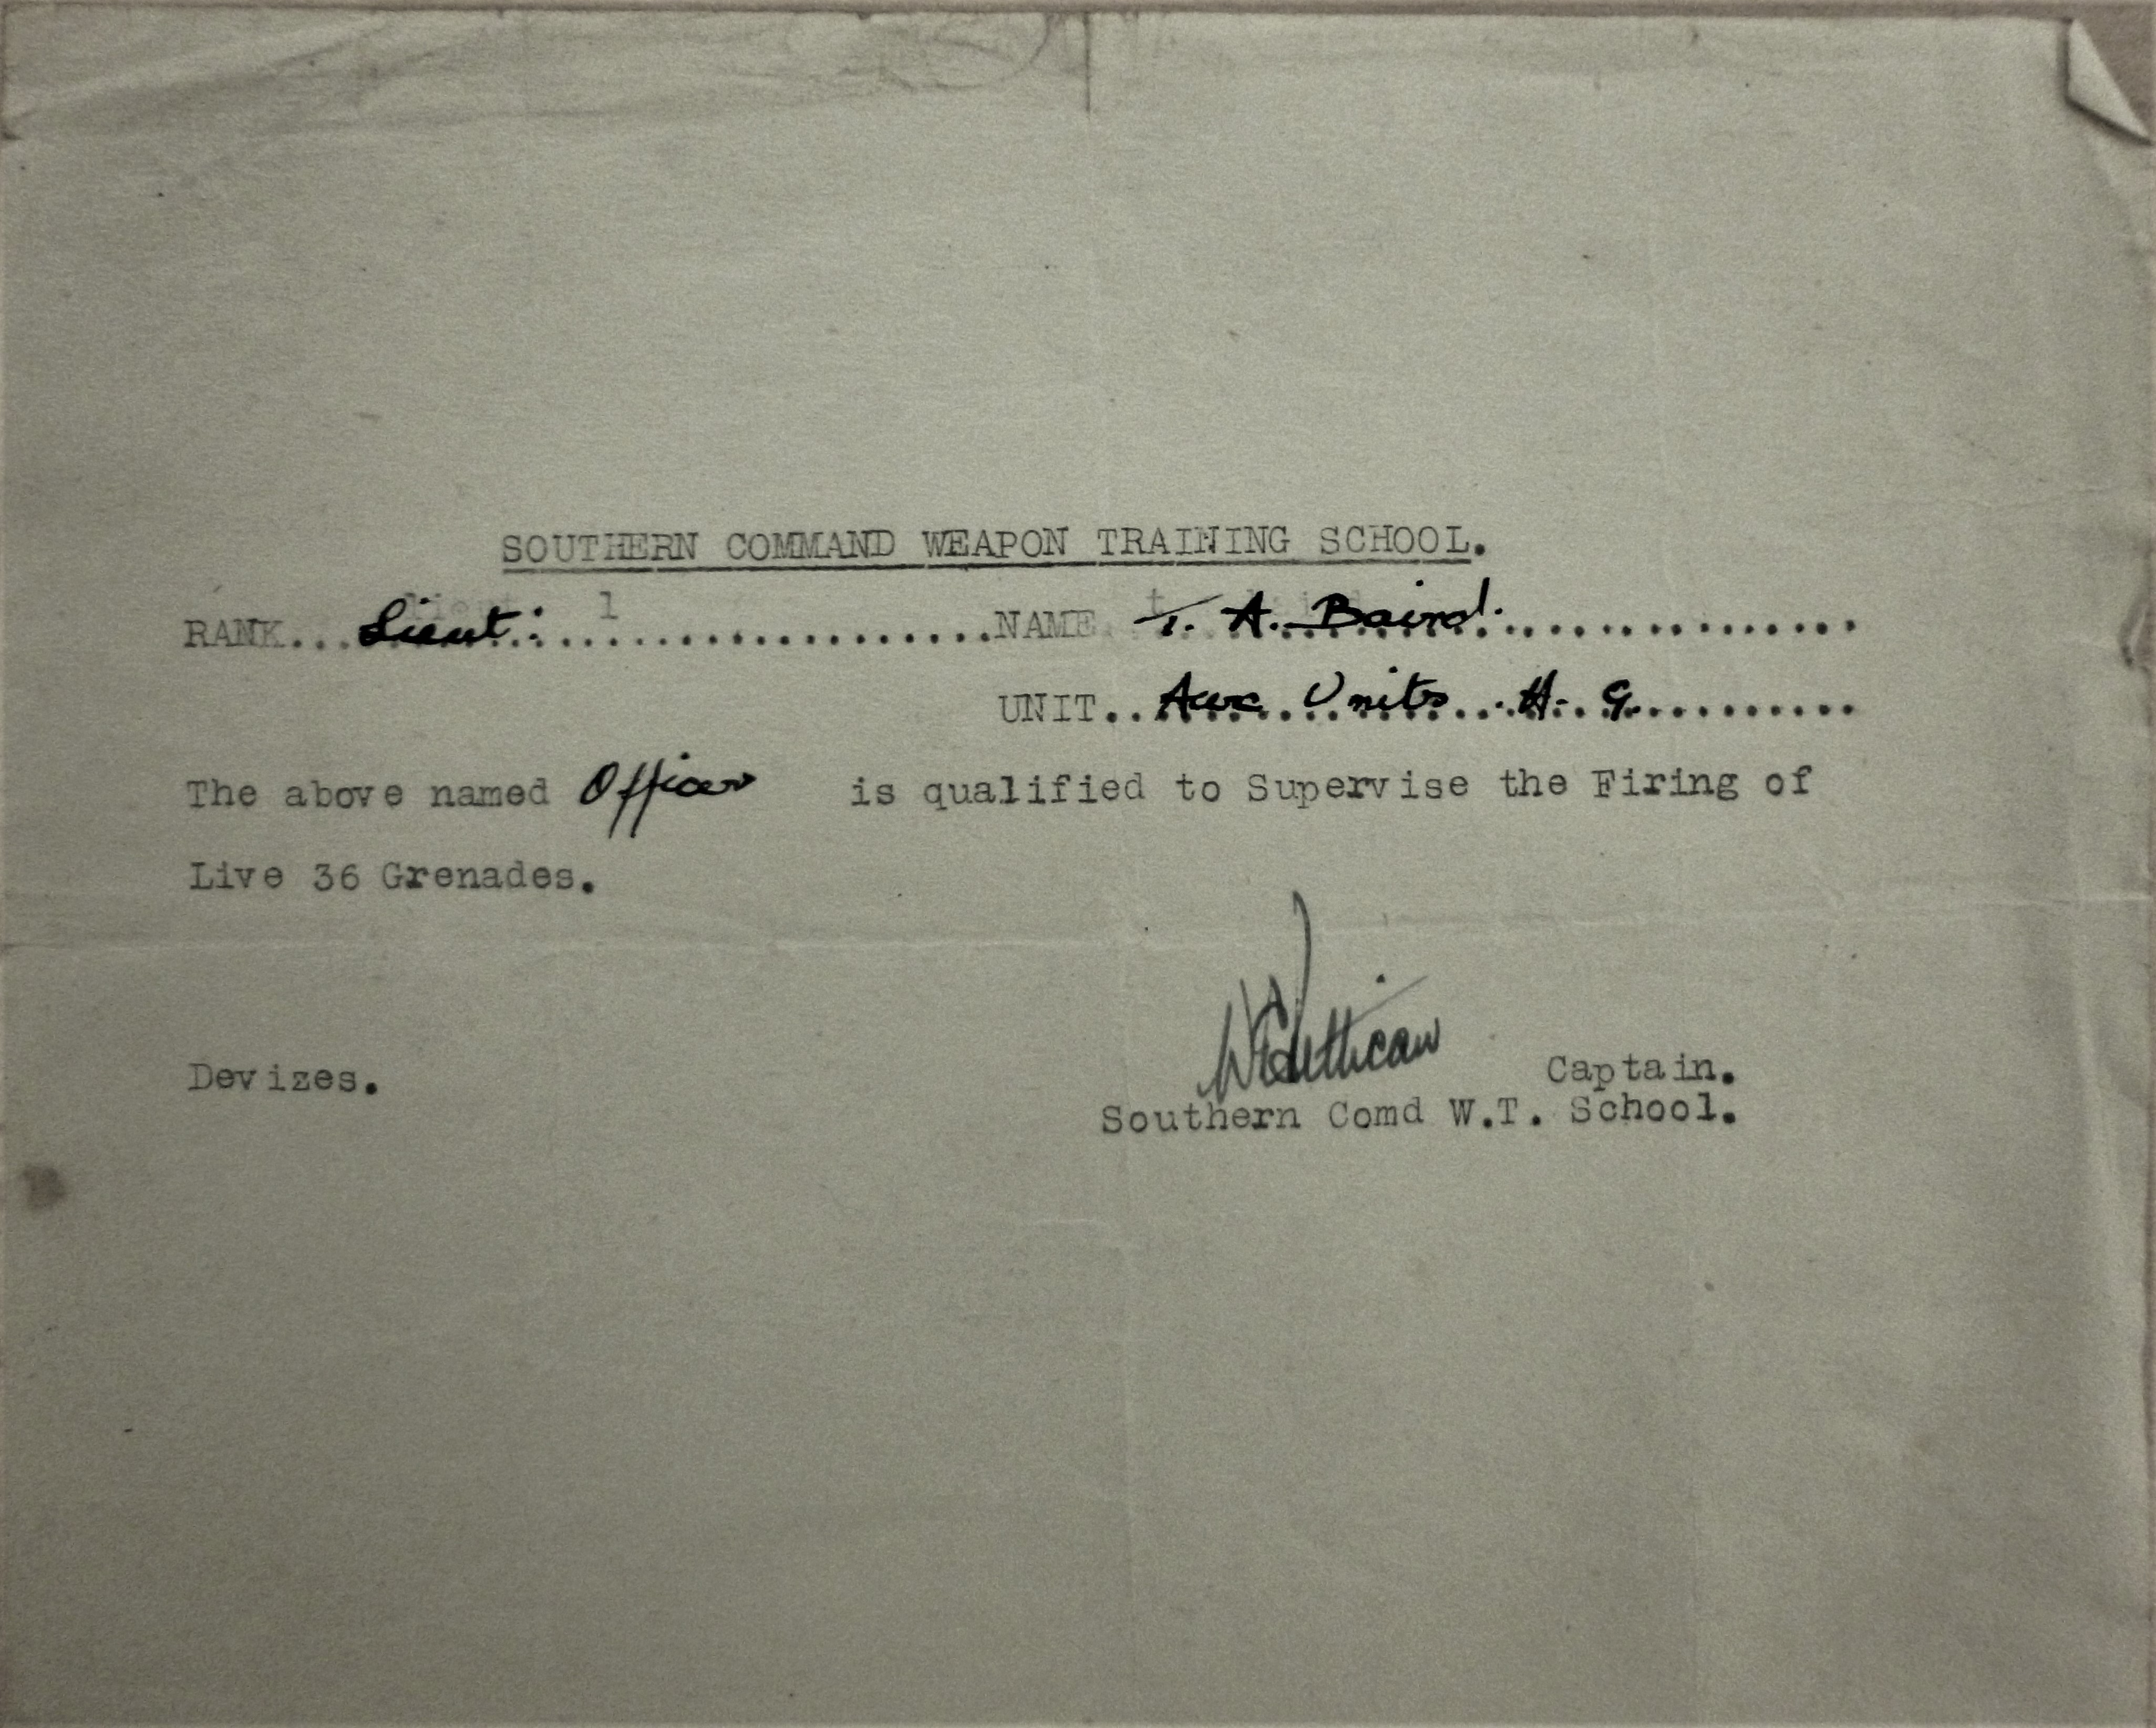 SOUTHERN COMMAND WEAPON TRAINING SCHOOL.
RANK... Lieut: ....................NAME T. A. Baird. ...............
UNIT.. Aux Units. H. G. ..........
The above named Officer is qualified to Supervise the Firing of
Live 36 Grenades.
Devizes. Captain.
Southern Comd W.T. School.